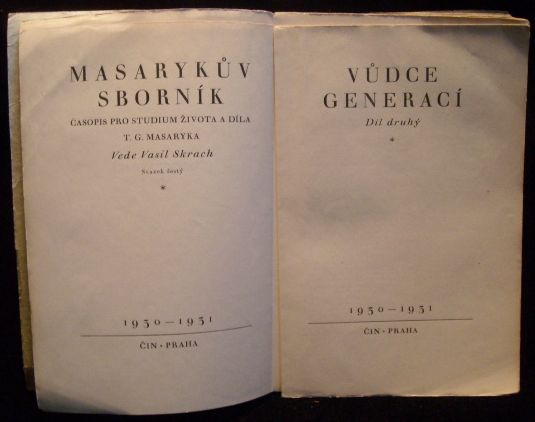 MASARYKŮV
SBORNÍK
ČASOPIS PRO STUDIUM ŽIVOTA A DÍLA
T. G. MASARYKA
Vede Vasil Škrach
Svazek šestý
*
1930—1931
ČIN • PRAHA
VŮDCE
GENERACÍ
Díl druhý
*
1930—1931
ČIN • PRAHA